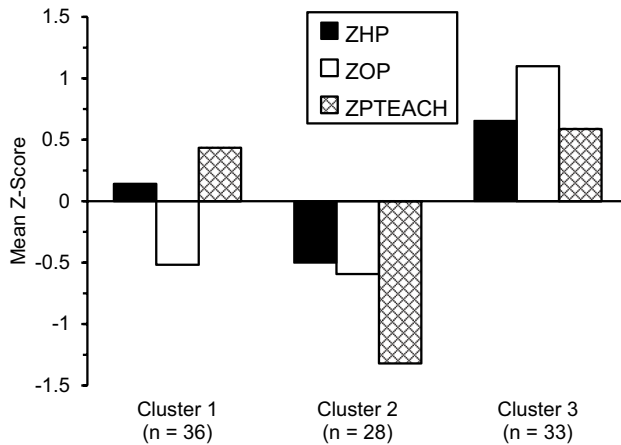 1.5
1
0.5
0
-0.5
-1
-1.5
Mean Z-Score
ZHP
ZOP
ZPTEACH
Cluster 1
(n = 36)
Cluster 2
(n = 28)
Cluster 3
(n = 33)